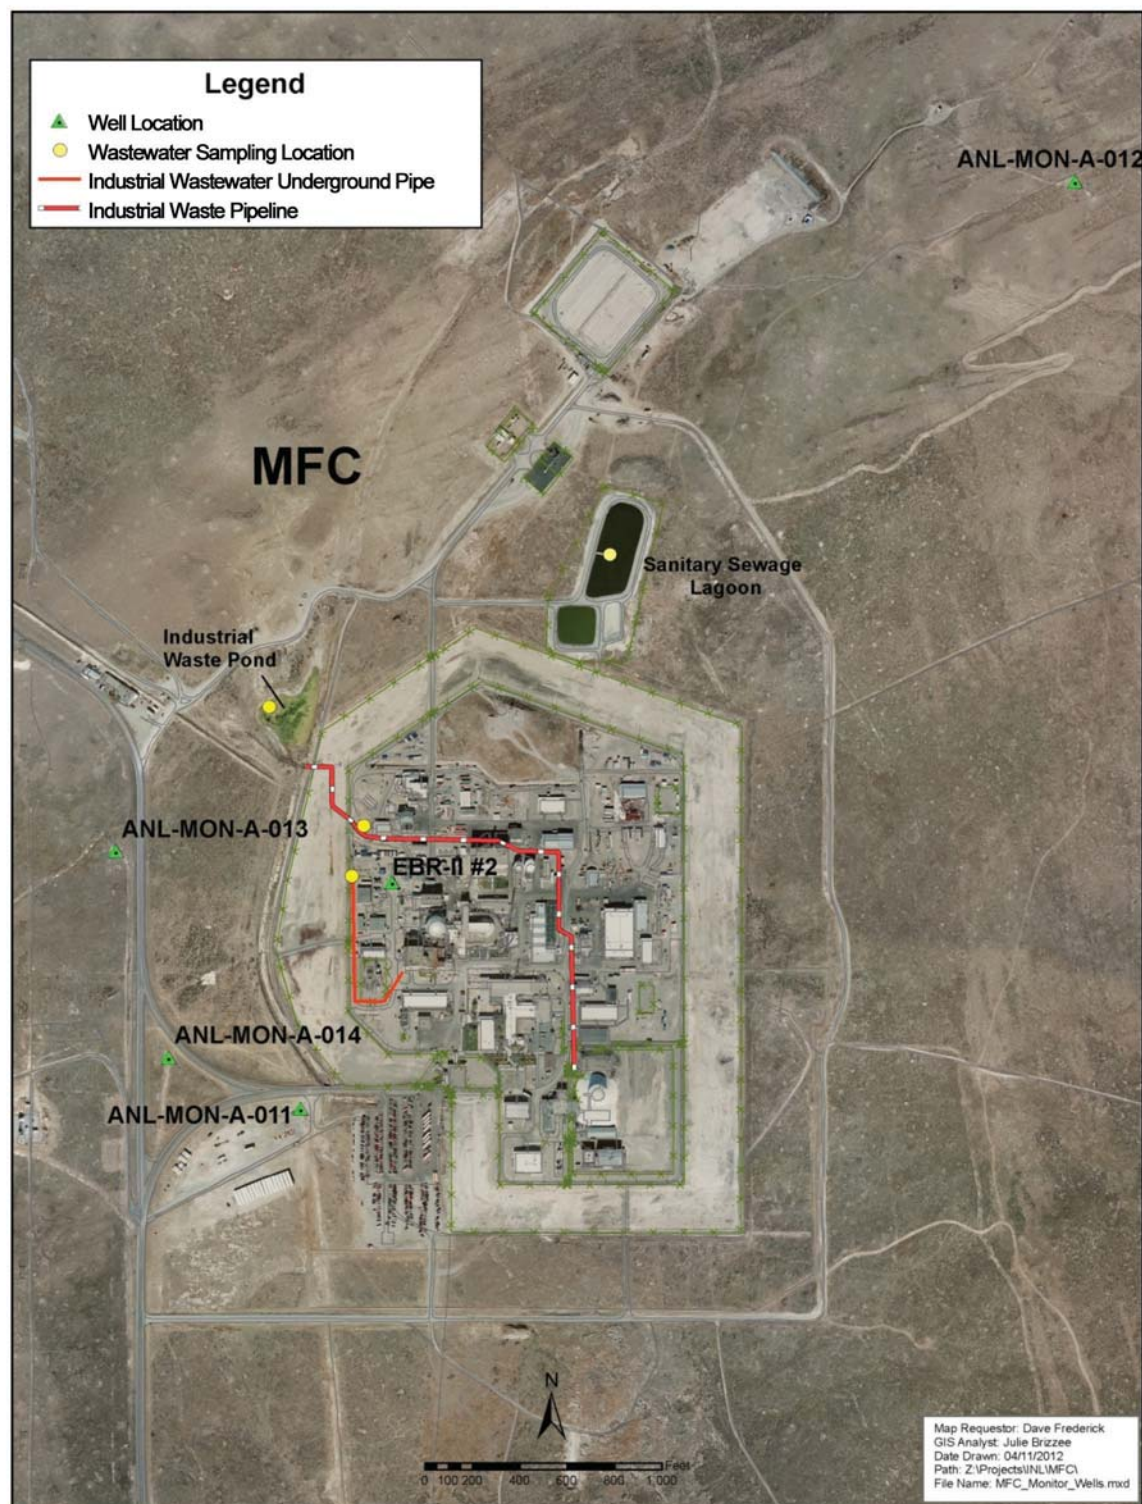 Legend
Well Location
Wastewater Sampling Location
Industrial Wastewater Underground Pipe
Industrial Waste Pipeline
ANL-MON-A-012
MFC
Sanitary Sewage
Lagoon
Industrial
Waste Pond
ANL-MON-A-013
EBR-II #2
ANL-MON-A-014
ANL-MON-A-011
N
Feet
0 100 200 400 600 800 1,000
Map Requestor: Dave Frederick
GIS Analyst: Julie Brizzee
Date Drawn: 04/11/2012
Path: Z:\Projects\INL\MFC\
File Name: MFC_Monitor_Wells.mxd